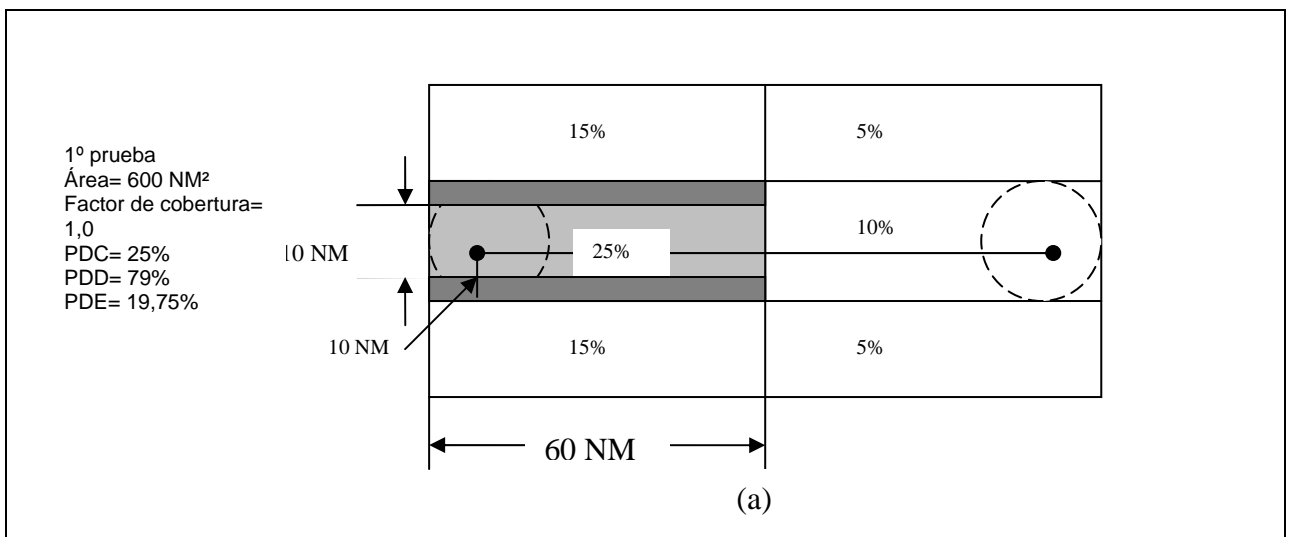 1º prueba
Área= 600 NM²
Factor de cobertura=
1,0
PDC= 25%
PDD= 79%
PDE= 19,75%
15%
5%
10%
10 NM
25%
10 NM
15%
5%
60 NM
(a)